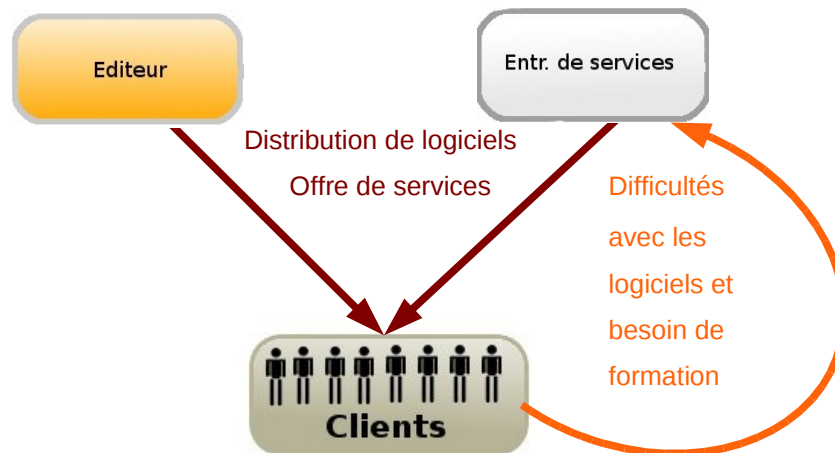 Editeur
Entr. de services
Distribution de logiciels
Offre de services
Difficultés
avec les
logiciels et
besoin de
formation
Clients